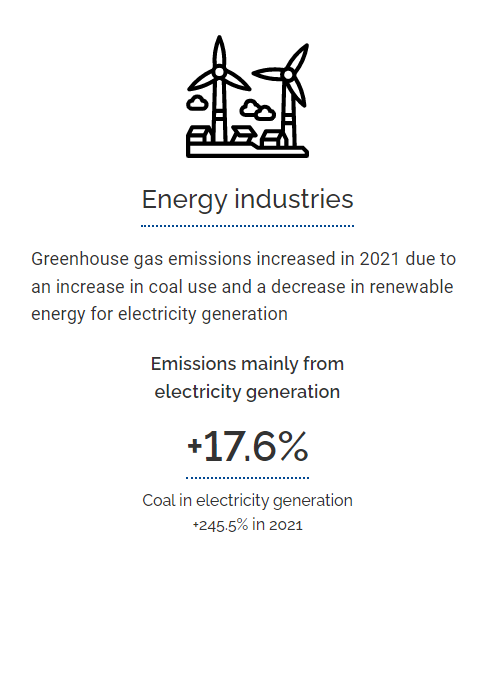 Energy industries
Greenhouse gas emissions increased in 2021 due to
an increase in coal use and a decrease in renewable
energy for electricity generation
Emissions mainly from
electricity generation
+17.6%
Coal in electricity generation
+245.5% in 2021